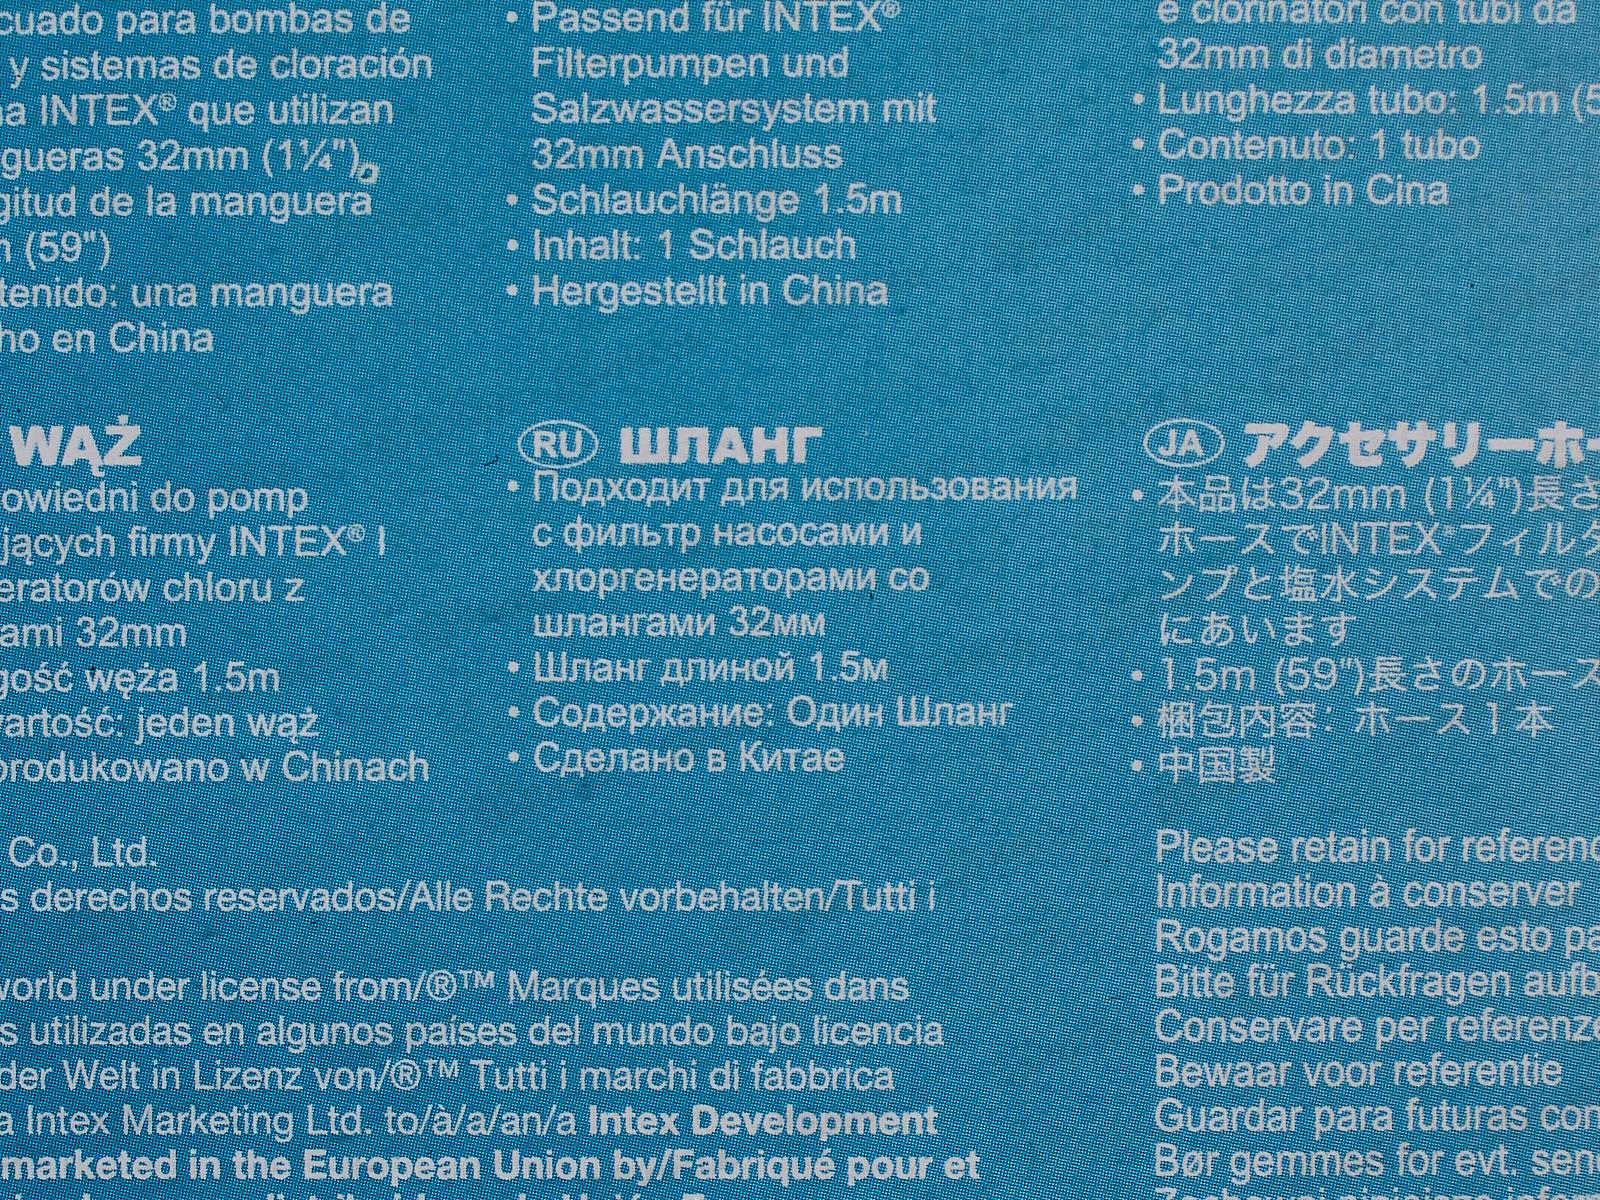 cuado para bombas de
y sistemas de cloración
na INTEX® que utilizan
gueras 32mm (1¼")
gitud de la manguera
(59")
tenido: una manguera
ho en China
• Passend für INTEX®
Filterpumpen und
Salzwassersystem mit
32mm Anschluss
• Schlauchlänge 1.5m
• Inhalt: 1 Schlauch
• Hergestellt in China
e clorinatori con tubi da
32mm di diametro
• Lunghezza tubo: 1.5m (5
• Contenuto: 1 tubo
• Prodotto in Cina
WĄŻ
owiedni do pomp
jących firmy INTEX® I
eratorów chloru z
ami 32mm
gość węża 1.5m
wartość: jeden wąż
produkowano w Chinach
RU ШЛАНГ
• Подходит для использования
с фильтр насосами и
хлоргенераторами со
шлангами 32мм
• Шланг длиной 1.5м
• Содержание: Один Шланг
• Сделано в Китае
JA アクセサリーホー
• 本品は32mm (1¼")長さ
ホースでINTEX®フィルタ
ンプと塩水システムでの
にあいます
• 1.5m (59")長さのホース
• 梱包内容: ホース1本
• 中国製
Co., Ltd.
s derechos reservados/Alle Rechte vorbehalten/Tutti i
world under license from/®™ Marques utilisées dans
s utilizadas en algunos países del mundo bajo licencia
der Welt in Lizenz von/®™ Tutti i marchi di fabbrica
a Intex Marketing Ltd. to/à/a/an/a Intex Development
marketed in the European Union by/Fabriqué pour et
Please retain for referenc
Information à conserver
Rogamos guarde esto pa
Bitte für Rückfragen aufb
Conservare per referenze
Bewaar voor referentie
Guardar para futuras con
Bør gemmes for evt. sen